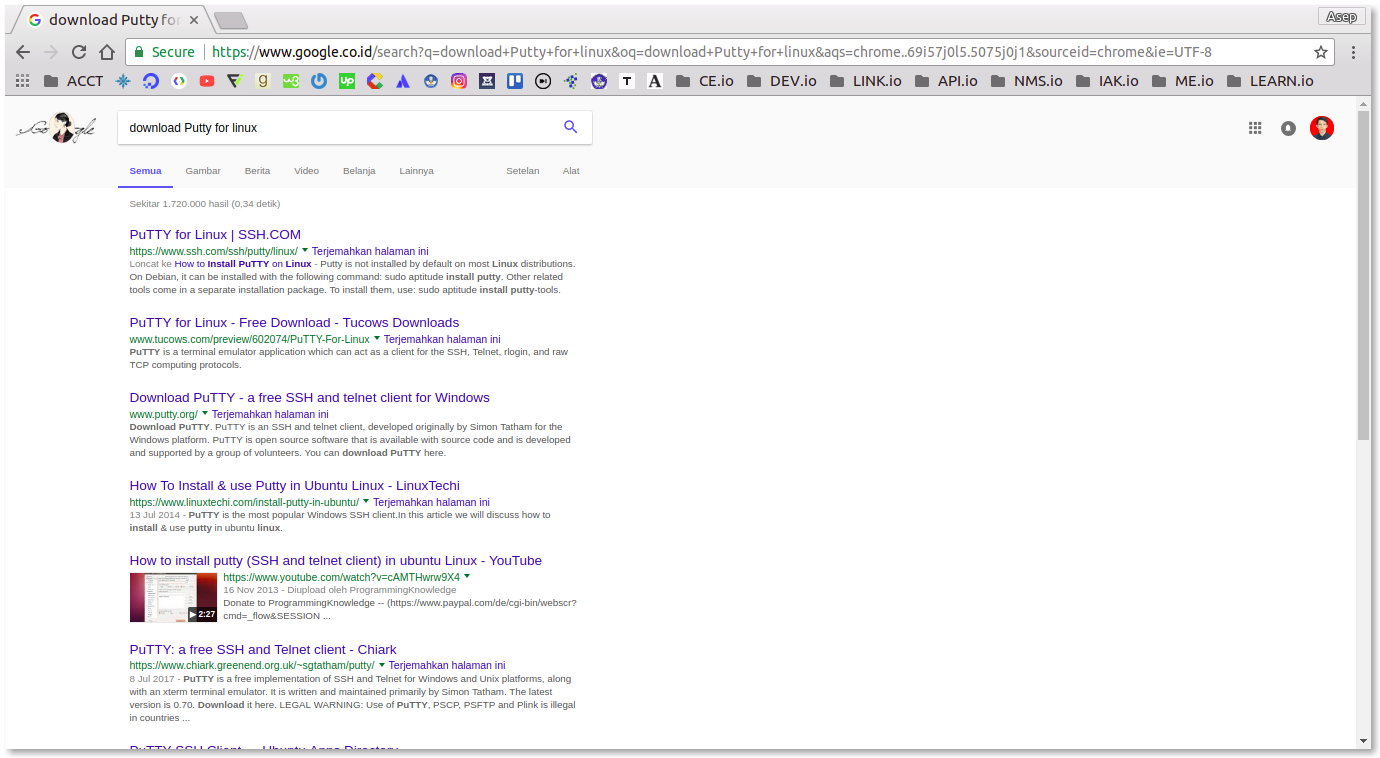 download Putty fo
Asep
Secure https://www.google.co.id/search?q=download+Putty+for+linux&oq=download+Putty+for+linux&aqs=chrome..69i57j0l5.5075j0j1&sourceid=chrome&ie=UTF-8
ACCT CE.io DEV.io LINK.io API.io NMS.io IAK.io ME.io LEARN.io
download Putty for linux
Semua Gambar Berita Video Belanja Lainnya Setelan Alat
Sekitar 1.720.000 hasil (0,34 detik)
PuTTY for Linux | SSH.COM
https://www.ssh.com/ssh/putty/linux/ Terjemahkan halaman ini
Loncat ke How to Install PuTTY on Linux - Putty is not installed by default on most Linux distributions.
On Debian, it can be installed with the following command: sudo aptitude install putty. Other related
tools come in a separate installation package. To install them, use: sudo aptitude install putty-tools.
PuTTY for Linux - Free Download - Tucows Downloads
www.tucows.com/preview/602074/PuTTY-For-Linux Terjemahkan halaman ini
PuTTY is a terminal emulator application which can act as a client for the SSH, Telnet, rlogin, and raw
TCP computing protocols.
Download PuTTY - a free SSH and telnet client for Windows
www.putty.org/ Terjemahkan halaman ini
Download PuTTY. PuTTY is an SSH and telnet client, developed originally by Simon Tatham for the
Windows platform. PuTTY is open source software that is available with source code and is developed
and supported by a group of volunteers. You can download PuTTY here.
How To Install & use Putty in Ubuntu Linux - LinuxTechi
https://www.linuxtechi.com/install-putty-in-ubuntu/ Terjemahkan halaman ini
13 Jul 2014 - PuTTY is the most popular Windows SSH client.In this article we will discuss how to
install & use putty in ubuntu linux.
How to install putty (SSH and telnet client) in ubuntu Linux - YouTube
https://www.youtube.com/watch?v=cAMTHwrw9X4
16 Nov 2013 - Diupload oleh ProgrammingKnowledge
Donate to ProgrammingKnowledge -- (https://www.paypal.com/de/cgi-bin/webscr?
cmd=_flow&SESSION ...
2:27
PuTTY: a free SSH and Telnet client - Chiark
https://www.chiark.greenend.org.uk/~sgtatham/putty/ Terjemahkan halaman ini
8 Jul 2017 - PuTTY is a free implementation of SSH and Telnet for Windows and Unix platforms, along
with an xterm terminal emulator. It is written and maintained primarily by Simon Tatham. The latest
version is 0.70. Download it here. LEGAL WARNING: Use of PuTTY, PSCP, PSFTP and Plink is illegal
in countries ...
PuTTY SSH Client — Ubuntu Apps Directory